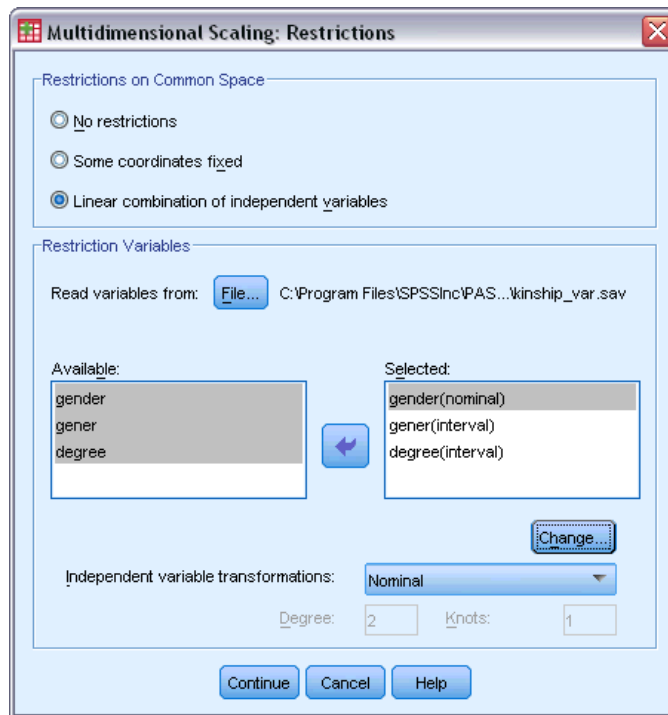 Multidimensional Scaling: Restrictions
Restrictions on Common Space
No restrictions
Some coordinates fixed
Linear combination of independent variables
Restriction Variables
Read variables from: File... C:\Program Files\SPSSInc\PAS...\kinship_var.sav
Available: Selected:
gender gender(nominal)
gener gener(interval)
degree degree(interval)
Change...
Independent variable transformations: Nominal
Degree: 2 Knots: 1
Continue Cancel Help